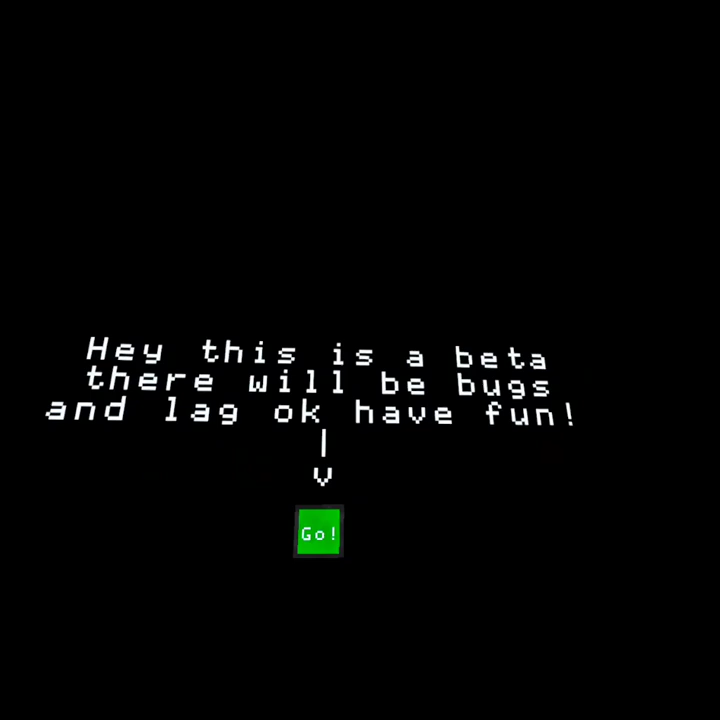 Hey this is a beta
there will be bugs
and lag ok have fun!
|
v
Go!